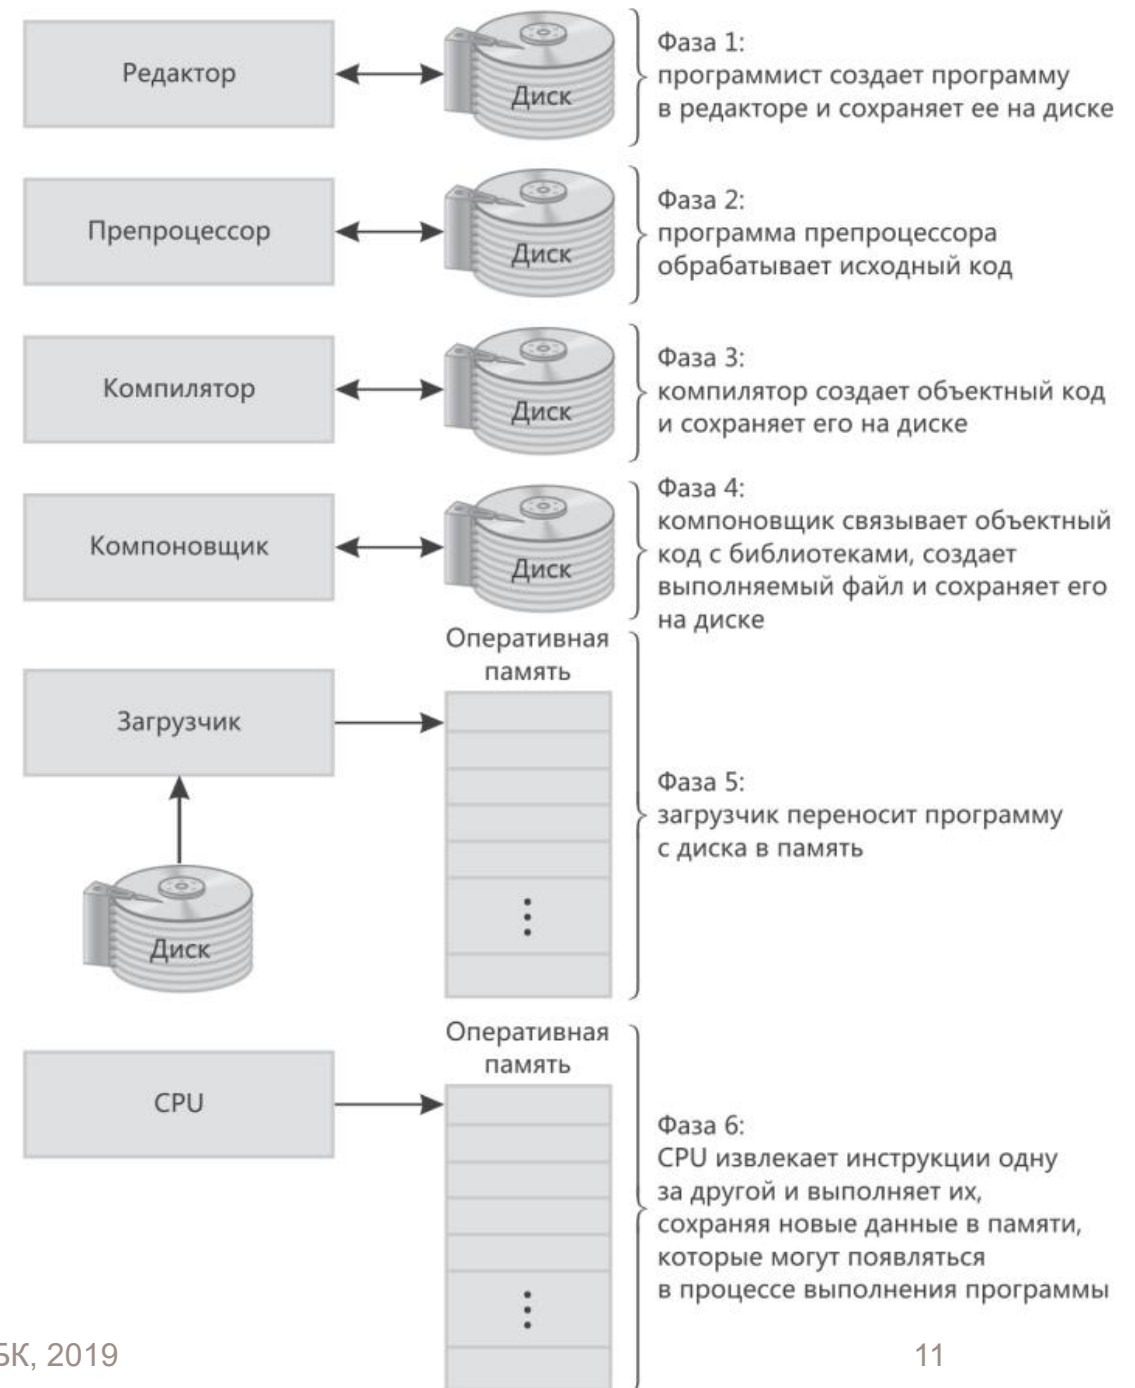 Редактор
Диск
Фаза 1:
программист создает программу
в редакторе и сохраняет ее на диске
Препроцессор
Диск
Фаза 2:
программа препроцессора
обрабатывает исходный код
Компилятор
Диск
Фаза 3:
компилятор создает объектный код
и сохраняет его на диске
Компоновщик
Диск
Фаза 4:
компоновщик связывает объектный
код с библиотеками, создает
выполняемый файл и сохраняет его
на диске
Оперативная
память
Загрузчик
Диск
Фаза 5:
загрузчик переносит программу
с диска в память
Оперативная
память
CPU
Фаза 6:
CPU извлекает инструкции одну
за другой и выполняет их,
сохраняя новые данные в памяти,
которые могут появляться
в процессе выполнения программы
БК, 2019
11